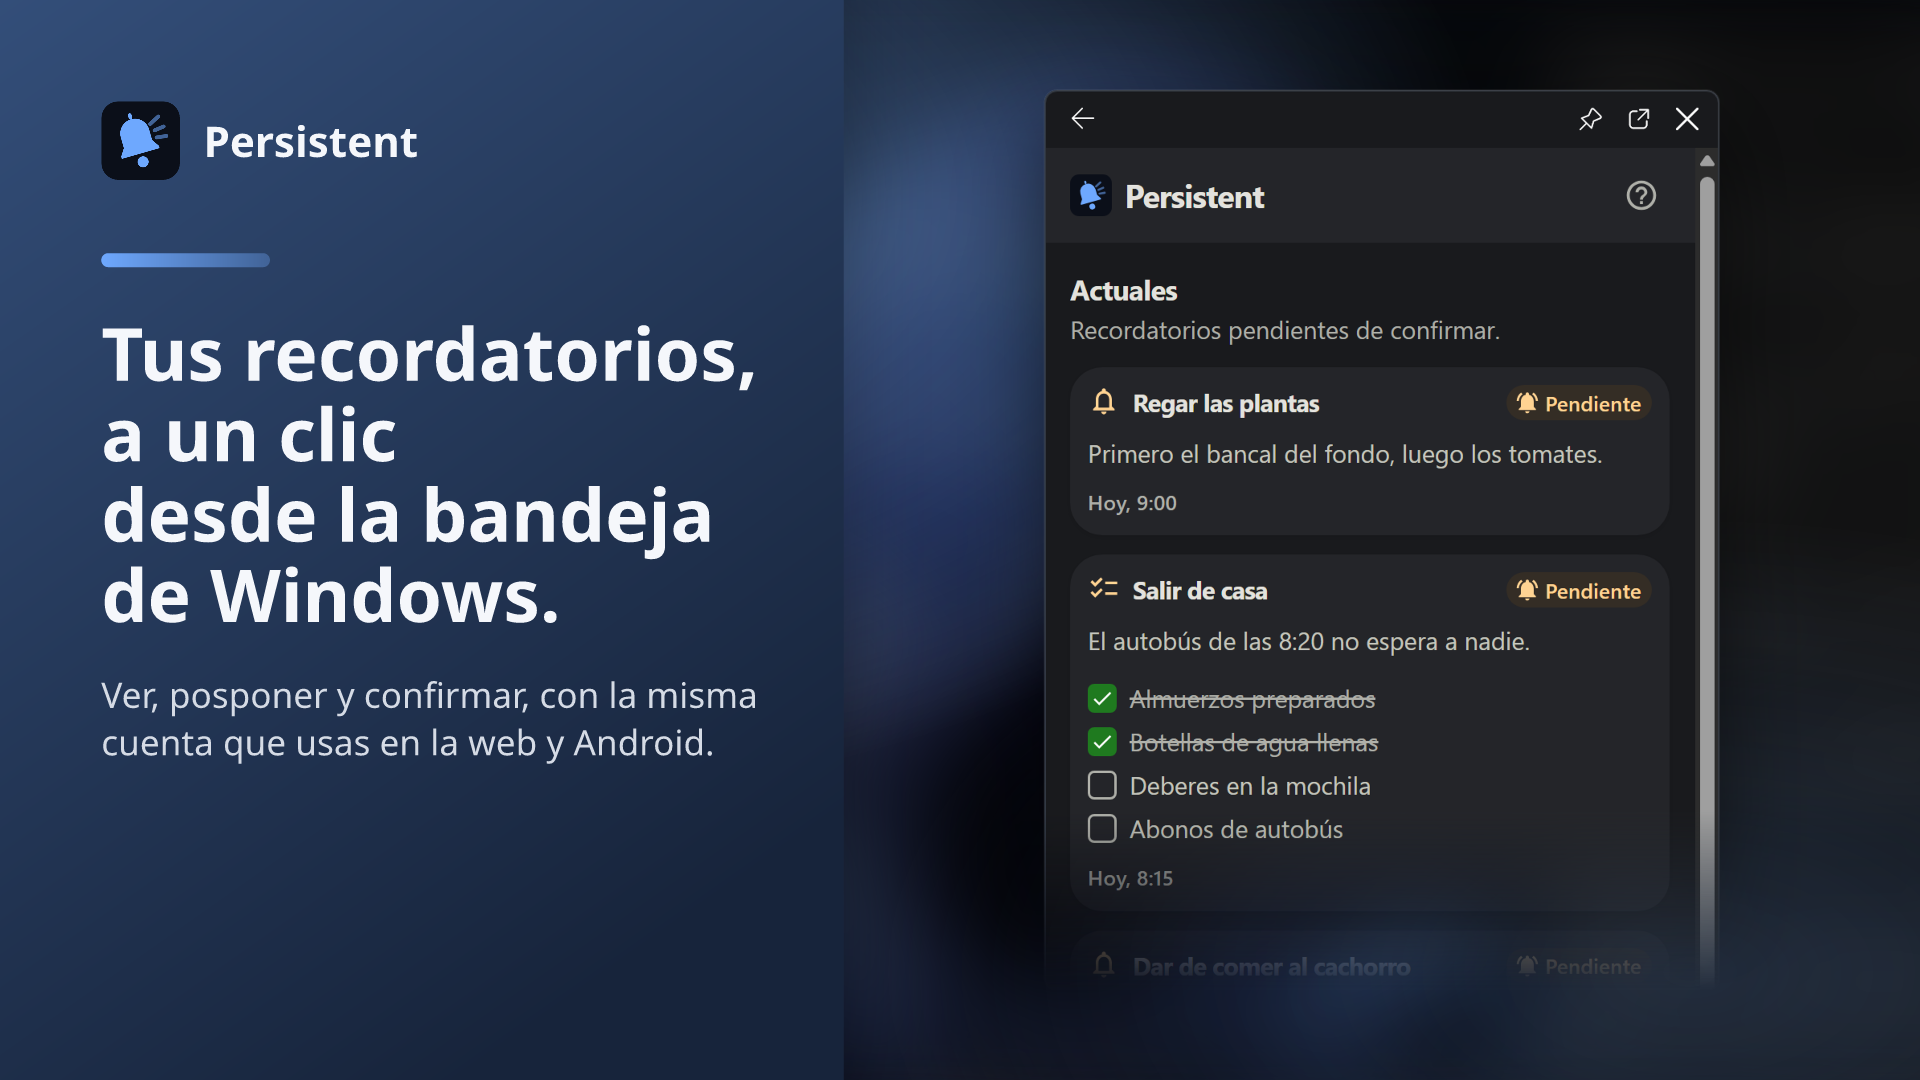 Persistent
Tus recordatorios,
a un clic
desde la bandeja
de Windows.
Ver, posponer y confirmar, con la misma
cuenta que usas en la web y Android.
Persistent
Actuales
Recordatorios pendientes de confirmar.
Regar las plantas
Pendiente
Primero el bancal del fondo, luego los tomates.
Hoy, 9:00
Salir de casa
Pendiente
El autobús de las 8:20 no espera a nadie.
Almuerzos preparados
Botellas de agua llenas
Deberes en la mochila
Abonos de autobús
Hoy, 8:15
Dar de comer al cachorro
Pendiente